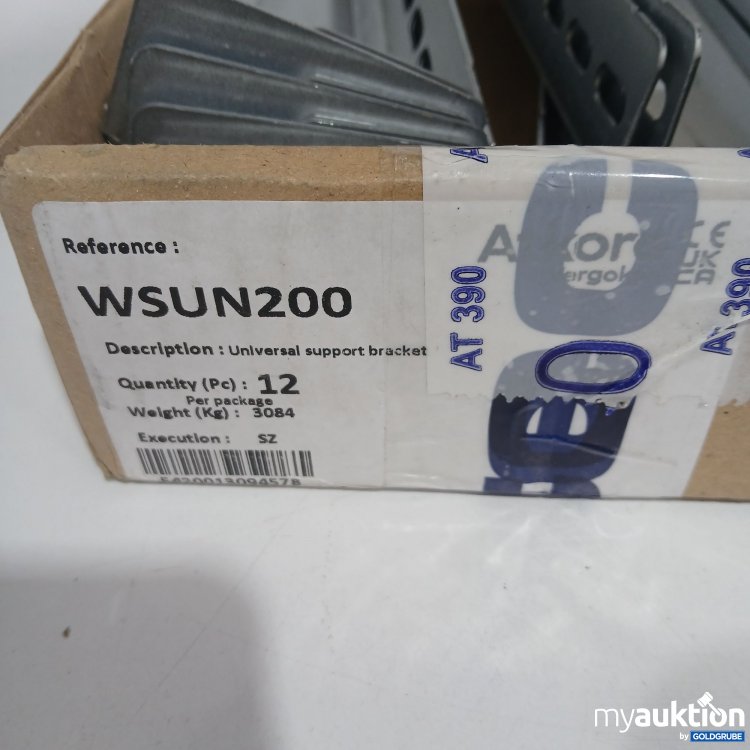 Reference :
WSUN200
Description : Universal support bracket
Quantity (Pc) : 12
Per package
Weight (Kg) : 3084
Execution : SZ
5420013094578
AT 390
AT 390
myauktion
by GOLDGRUBE